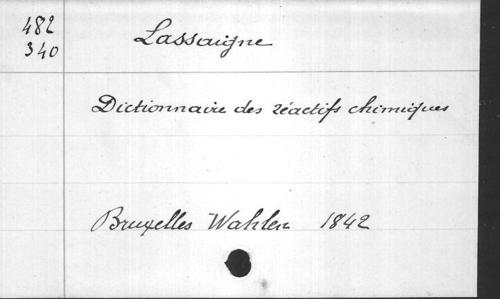 482
340
Lassaigne
Dictionnaire des réactifs chimiques
Bruxelles Wahlen 1842